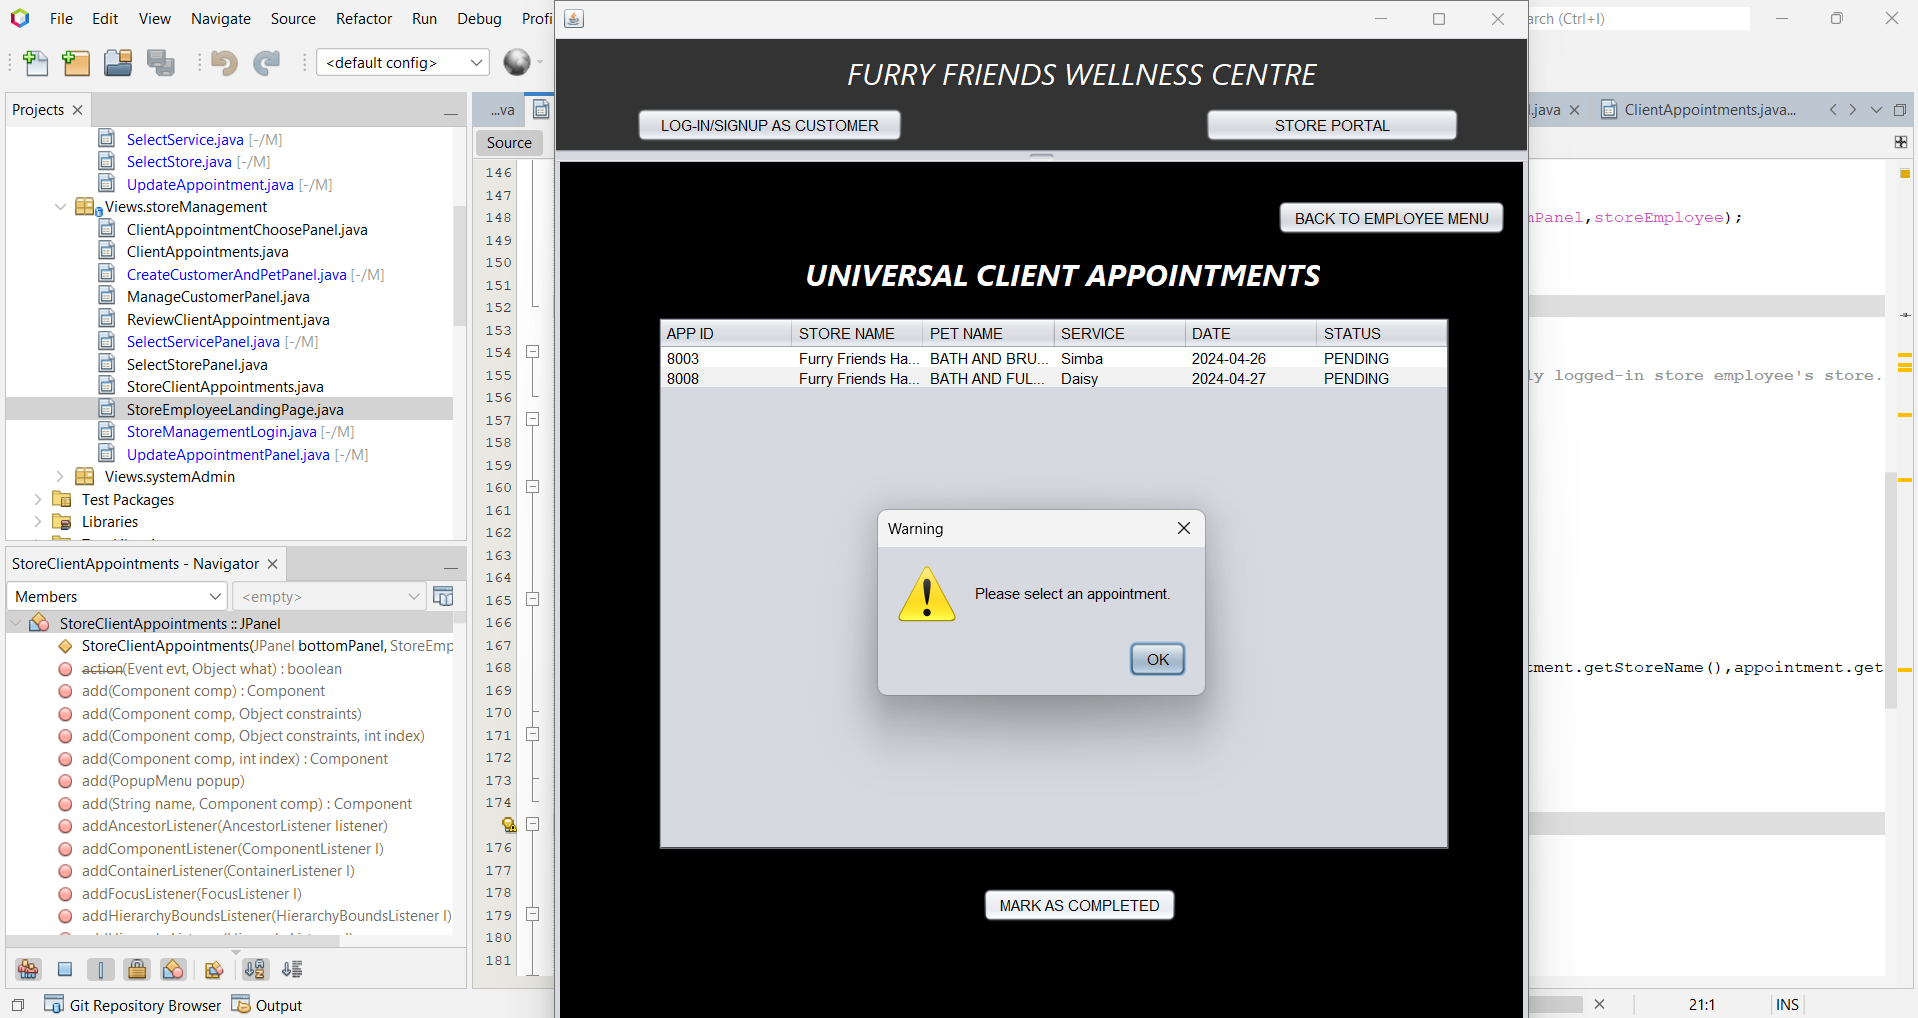 File Edit View Navigate Source Refactor Run Debug Profi
arch (Ctrl+I)
<default config>
FURRY FRIENDS WELLNESS CENTRE
LOG-IN/SIGNUP AS CUSTOMER
STORE PORTAL
Projects
...va
.java
ClientAppointments.java...
Source
SelectService.java [-/M]
SelectStore.java [-/M]
UpdateAppointment.java [-/M]
Views.storeManagement
ClientAppointmentChoosePanel.java
ClientAppointments.java
CreateCustomerAndPetPanel.java [-/M]
ManageCustomerPanel.java
ReviewClientAppointment.java
SelectServicePanel.java [-/M]
SelectStorePanel.java
StoreClientAppointments.java
StoreEmployeeLandingPage.java
StoreManagementLogin.java [-/M]
UpdateAppointmentPanel.java [-/M]
Views.systemAdmin
Test Packages
Libraries
StoreClientAppointments - Navigator
Members
<empty>
StoreClientAppointments :: JPanel
StoreClientAppointments(JPanel bottomPanel, StoreEmp
action(Event evt, Object what) : boolean
add(Component comp) : Component
add(Component comp, Object constraints)
add(Component comp, Object constraints, int index)
add(Component comp, int index) : Component
add(PopupMenu popup)
add(String name, Component comp) : Component
addAncestorListener(AncestorListener listener)
addComponentListener(ComponentListener l)
addContainerListener(ContainerListener l)
addFocusListener(FocusListener l)
addHierarchyBoundsListener(HierarchyBoundsListener l)
146
147
148
149
150
151
152
153
154
155
156
157
158
159
160
161
162
163
164
165
166
167
168
169
170
171
172
173
174
176
177
178
179
180
181
BACK TO EMPLOYEE MENU
UNIVERSAL CLIENT APPOINTMENTS
APP ID STORE NAME PET NAME SERVICE DATE STATUS
8003 Furry Friends Ha... BATH AND BRU... Simba 2024-04-26 PENDING
8008 Furry Friends Ha... BATH AND FUL... Daisy 2024-04-27 PENDING
Warning
Please select an appointment.
OK
MARK AS COMPLETED
nPanel,storeEmployee);
ly logged-in store employee's store.
tment.getStoreName(),appointment.get
Git Repository Browser
Output
21:1
INS